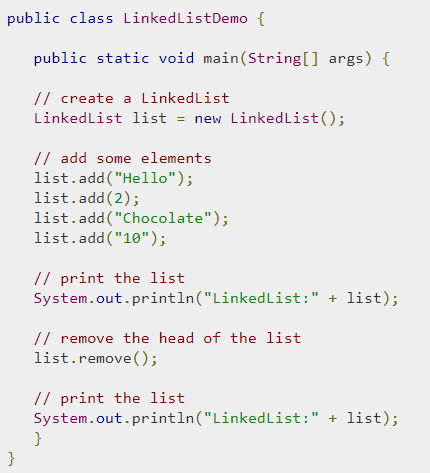 public class LinkedListDemo {
public static void main(String[] args) {
// create a LinkedList
LinkedList list = new LinkedList();
// add some elements
list.add("Hello");
list.add(2);
list.add("Chocolate");
list.add("10");
// print the list
System.out.println("LinkedList:" + list);
// remove the head of the list
list.remove();
// print the list
System.out.println("LinkedList:" + list);
}
}